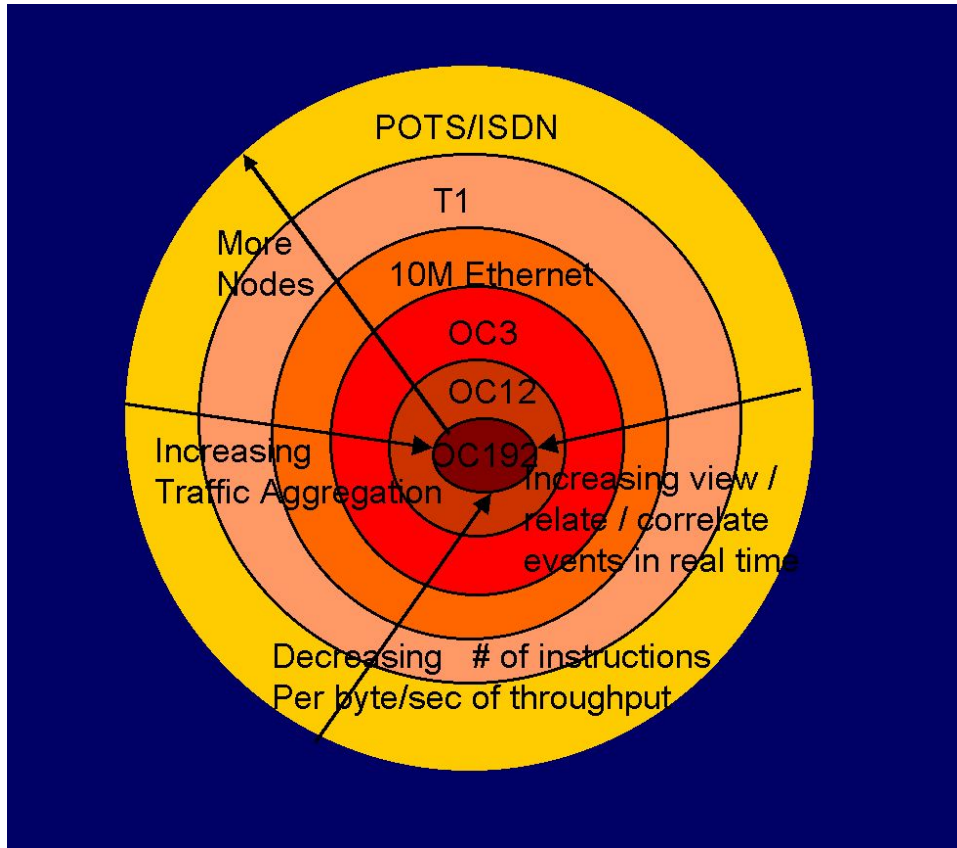 POTS/ISDN
T1
More
Nodes
10M Ethernet
OC3
OC12
OC192
Increasing
Traffic Aggregation
Increasing view /
relate / correlate
events in real time
Decreasing # of instructions
Per byte/sec of throughput